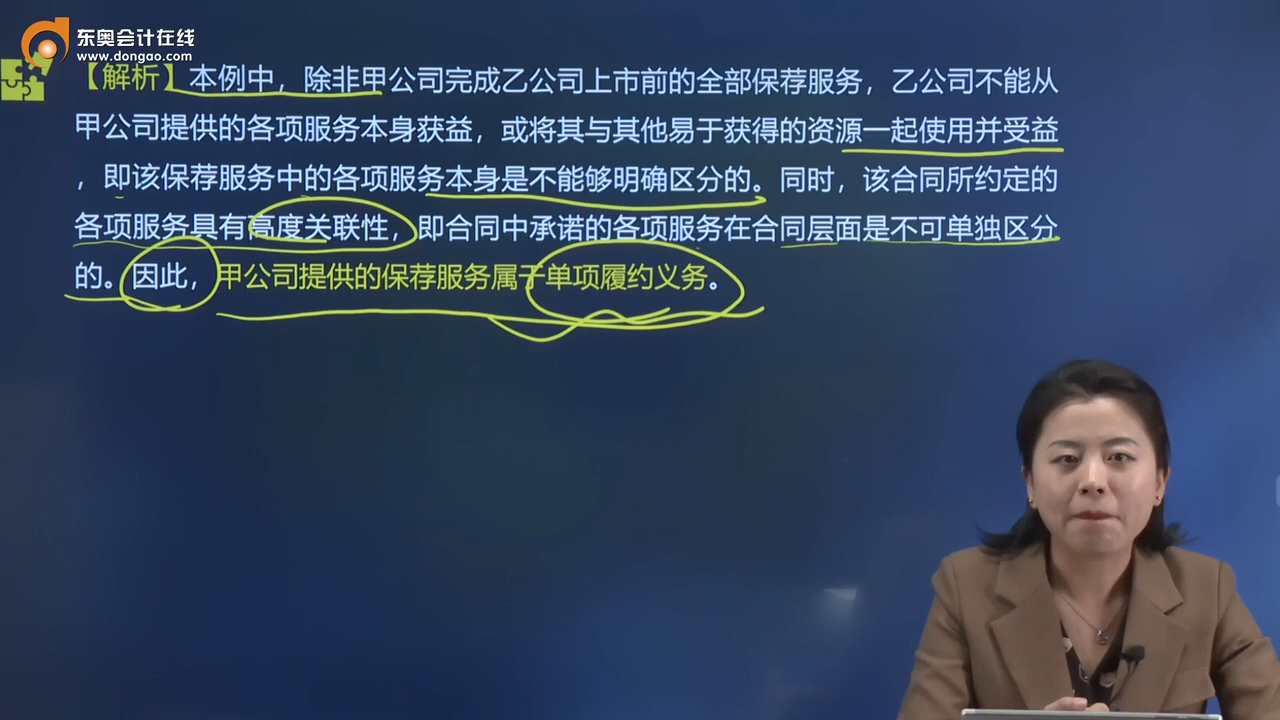 东奥会计在线
www.dongao.com
【解析】本例中，除非甲公司完成乙公司上市前的全部保荐服务，乙公司不能从
甲公司提供的各项服务本身获益，或将其与其他易于获得的资源一起使用并受益
，即该保荐服务中的各项服务本身是不能够明确区分的。同时，该合同所约定的
各项服务具有高度关联性，即合同中承诺的各项服务在合同层面是不可单独区分
的。因此，甲公司提供的保荐服务属于单项履约义务。